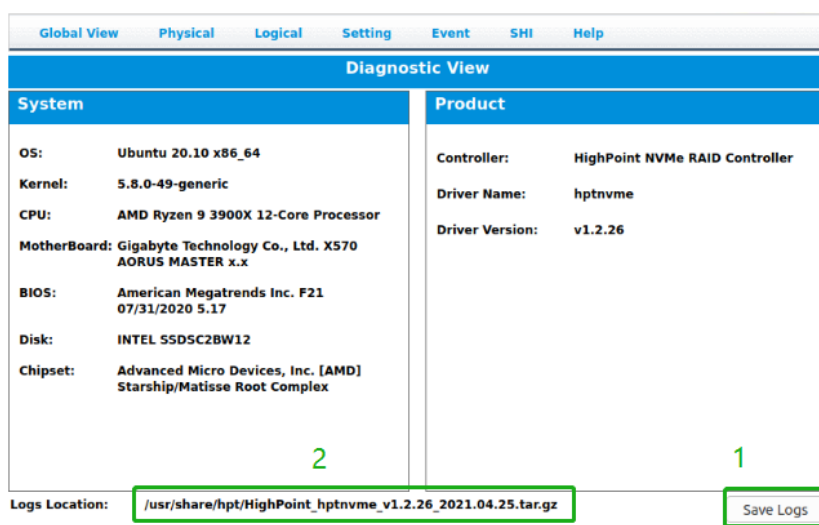 Global View Physical Logical Setting Event SHI Help
Diagnostic View
System
OS: Ubuntu 20.10 x86_64
Kernel: 5.8.0-49-generic
CPU: AMD Ryzen 9 3900X 12-Core Processor
MotherBoard: Gigabyte Technology Co., Ltd. X570
AORUS MASTER x.x
BIOS: American Megatrends Inc. F21
07/31/2020 5.17
Disk: INTEL SSDSC2BW12
Chipset: Advanced Micro Devices, Inc. [AMD]
Starship/Matisse Root Complex
2
Product
Controller: HighPoint NVMe RAID Controller
Driver Name: hptnvme
Driver Version: v1.2.26
1
Logs Location: /usr/share/hpt/HighPoint_hptnvme_v1.2.26_2021.04.25.tar.gz
Save Logs